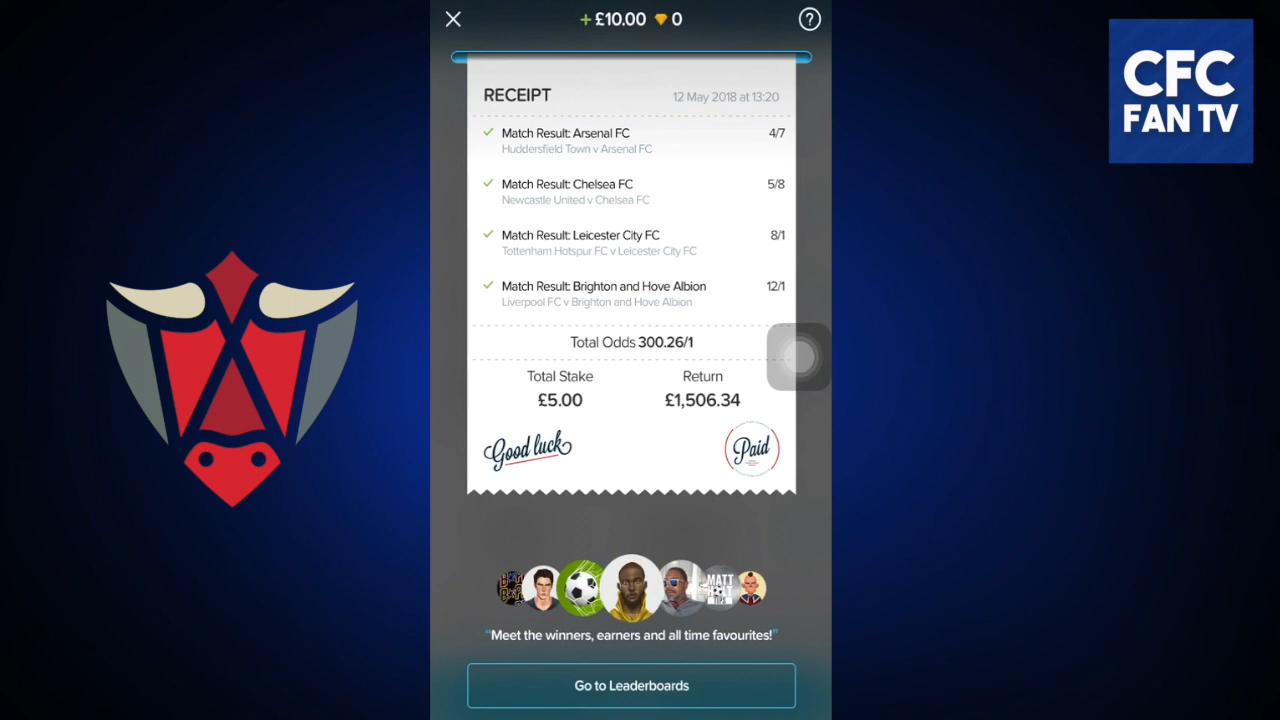 + £10.00 0
?
CFC
FAN TV
RECEIPT
12 May 2018 at 13:20
Match Result: Arsenal FC 4/7
Huddersfield Town v Arsenal FC
Match Result: Chelsea FC 5/8
Newcastle United v Chelsea FC
Match Result: Leicester City FC 8/1
Tottenham Hotspur FC v Leicester City FC
Match Result: Brighton and Hove Albion 12/1
Liverpool FC v Brighton and Hove Albion
Total Odds 300.26/1
Total Stake Return
£5.00 £1,506.34
Good luck Paid
MATT
TIPS
“Meet the winners, earners and all time favourites!”
Go to Leaderboards